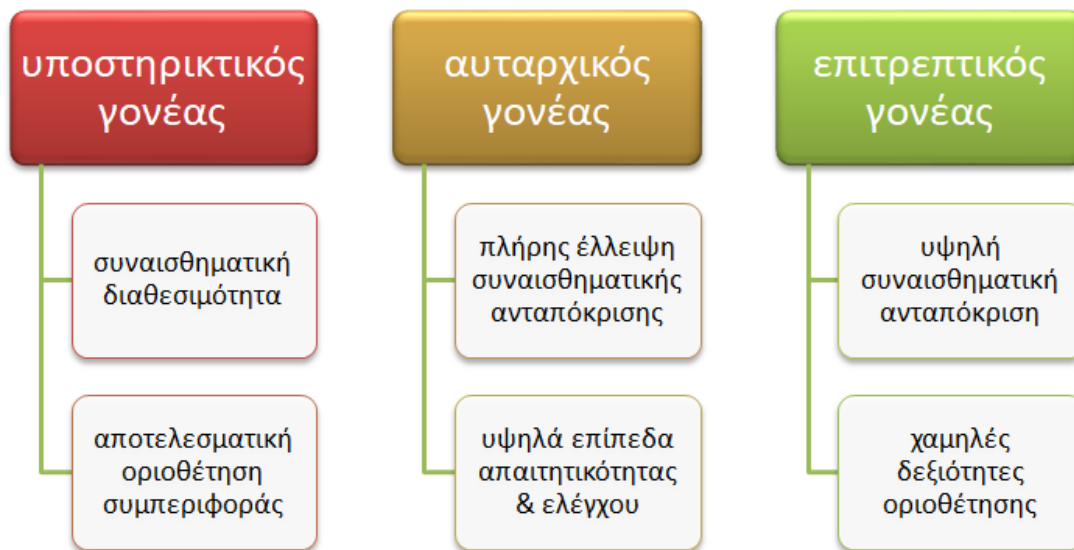 υποστηρικτικός
γονέας
συναισθηματική
διαθεσιμότητα
αποτελεσματική
οριοθέτηση
συμπεριφοράς
αυταρχικός
γονέας
πλήρης έλλειψη
συναισθηματικής
ανταπόκρισης
υψηλά επίπεδα
απαιτητικότητας
& ελέγχου
επιτρεπτικός
γονέας
υψηλή
συναισθηματική
ανταπόκριση
χαμηλές
δεξιότητες
οριοθέτησης